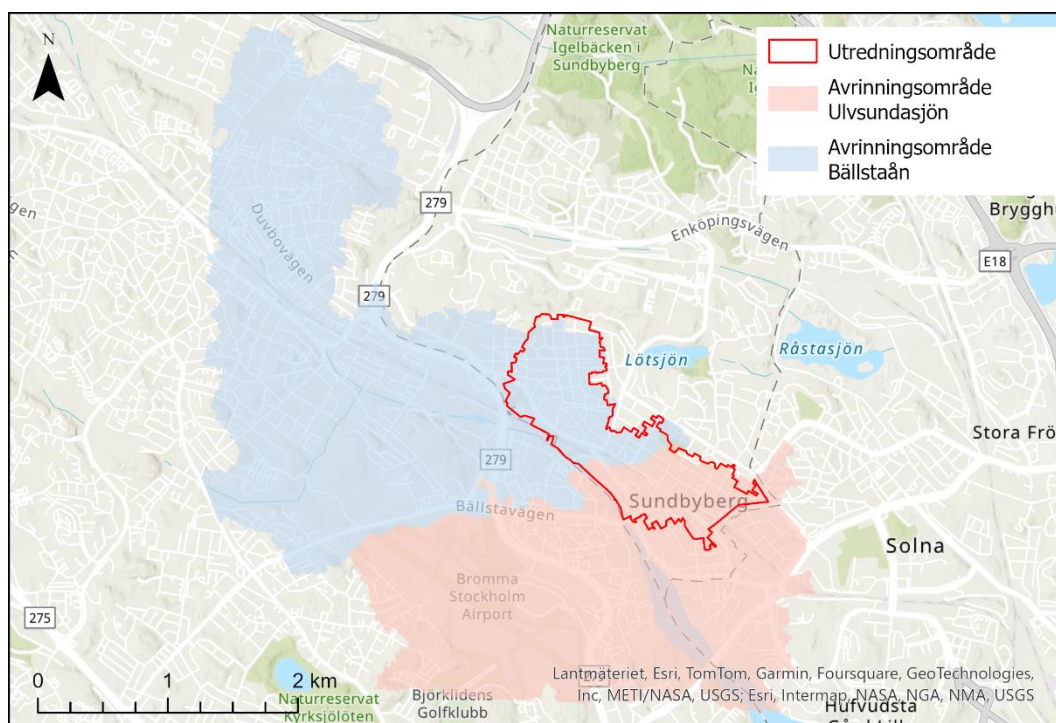 N
Naturreservat
Igelbäcken i
Sundbyberg
Utredningsområde
Avrinningsområde
Ulvsundasjön
Avrinningsområde
Bällstaån
279
Duvbovägen
Enköpingsvägen
Brygghu
E18
279
Lötsjön
Råstasjön
Stora Frö
279
Bällstavägen
Sundbyberg
Solna
Bromma
Stockholm
Airport
275
0 1 2 km
Naturreservat
Kyrksjölöten
Björklidens
Golfklubb
Lantmäteriet, Esri, TomTom, Garmin, Foursquare, GeoTechnologies,
Inc, METI/NASA, USGS; Esri, Intermap, NASA, NGA, NMA, USGS
Hufvudsta